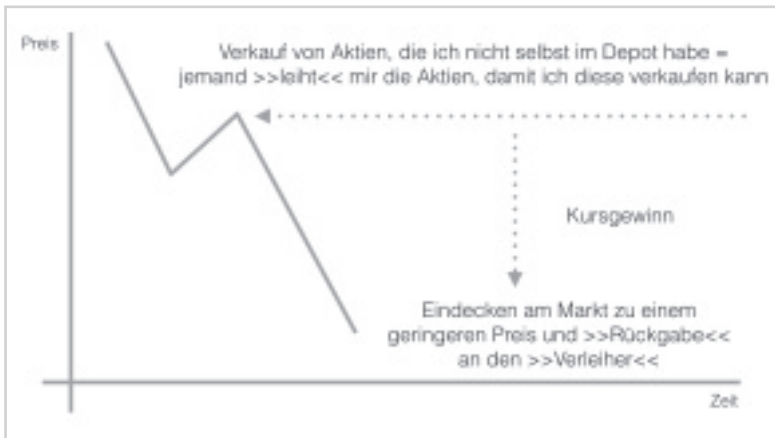 Preis
Verkauf von Aktien, die ich nicht selbst im Depot habe =
jemand >>leiht<< mir die Aktien, damit ich diese verkaufen kann
Kursgewinn
Eindecken am Markt zu einem
geringeren Preis und >>Rückgabe<<
an den >>Verleiher<<
Zeit